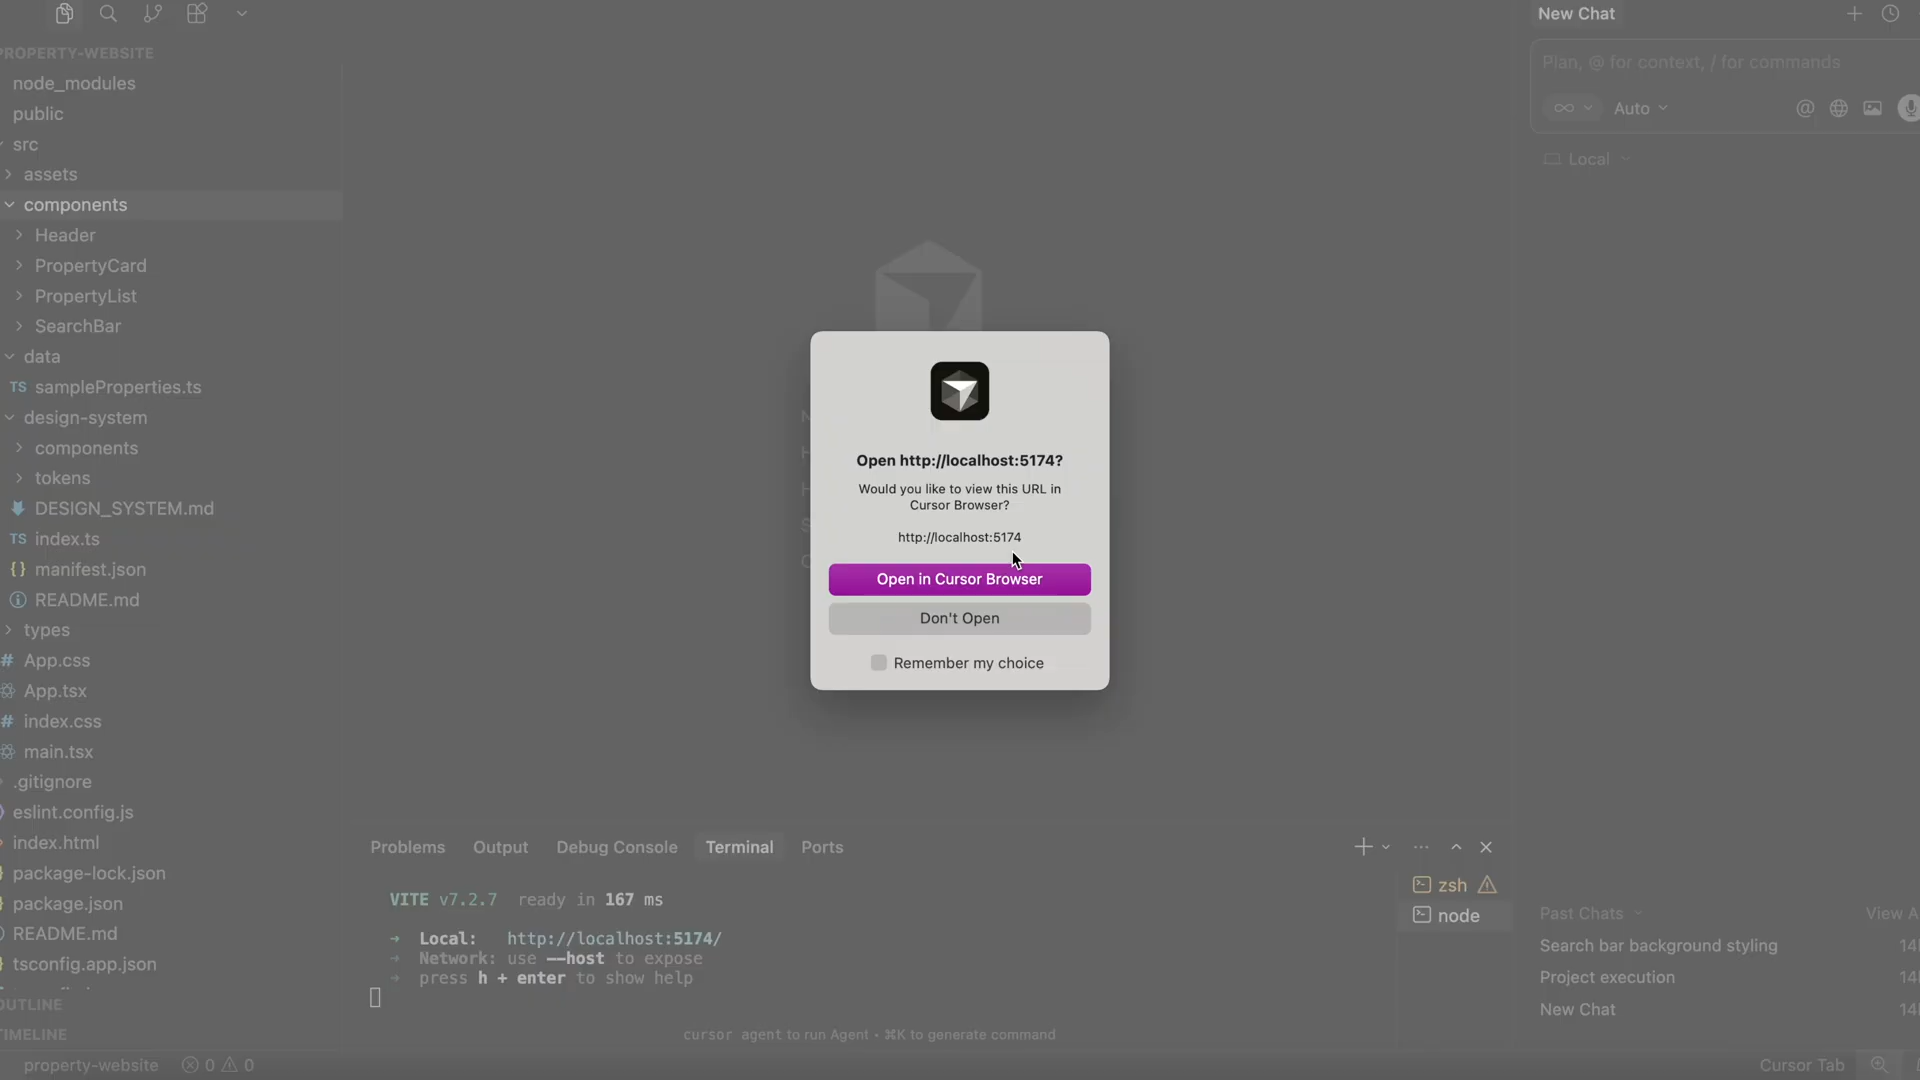 New Chat
PROPERTY-WEBSITE
node_modules
public
src
assets
components
Header
PropertyCard
PropertyList
SearchBar
data
TS sampleProperties.ts
design-system
components
tokens
DESIGN_SYSTEM.md
TS index.ts
{} manifest.json
README.md
types
# App.css
App.tsx
# index.css
main.tsx
.gitignore
eslint.config.js
index.html
package-lock.json
package.json
README.md
tsconfig.app.json
OUTLINE
TIMELINE
property-website 0 0
Open http://localhost:5174?
Would you like to view this URL in
Cursor Browser?
http://localhost:5174
Open in Cursor Browser
Don't Open
Remember my choice
Problems Output Debug Console Terminal Ports
VITE v7.2.7 ready in 167 ms
➜ Local: http://localhost:5174/
➜ Network: use --host to expose
➜ press h + enter to show help
zsh
node
cursor agent to run Agent • ⌘K to generate command
Plan, @ for context, / for commands
∞ Auto @
Local
Past Chats View
Search bar background styling
Project execution
New Chat
Cursor Tab